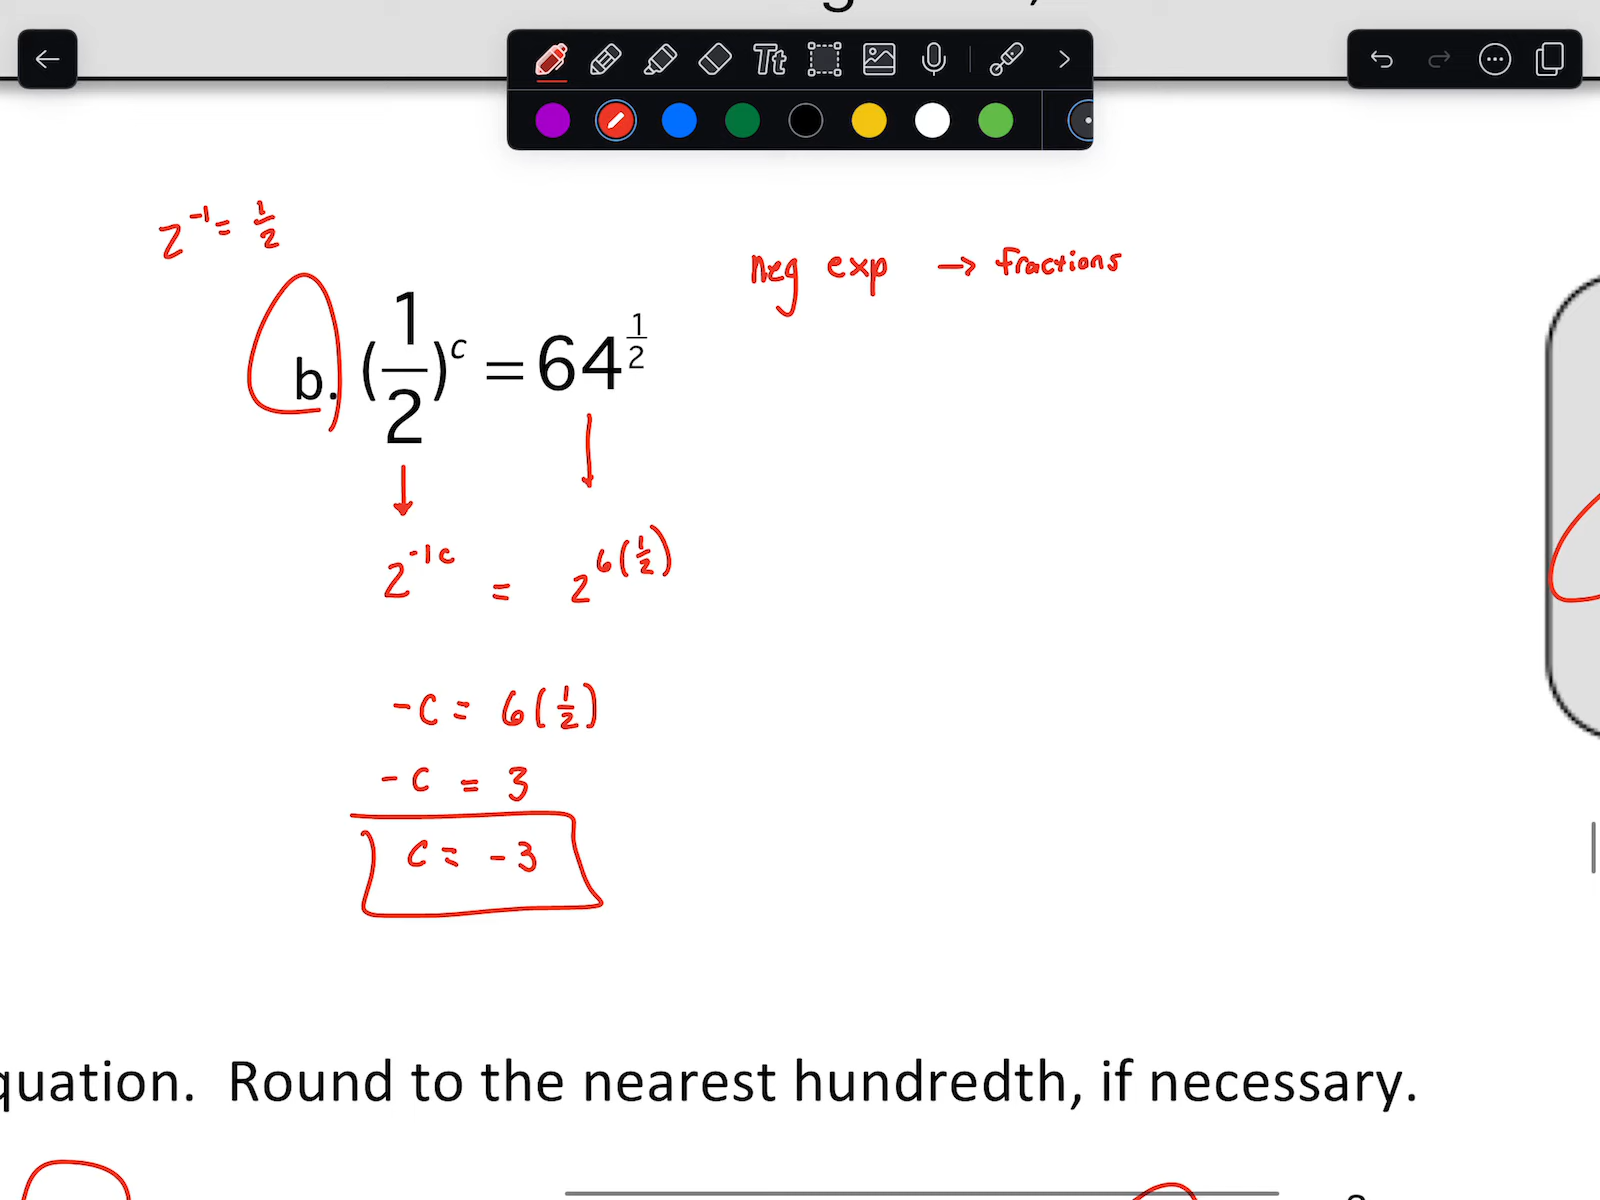 Tt
2^-1 = 1/2
neg exp → fractions
b. (1/2)^c = 64^1/2
2^-1c = 2^6(1/2)
-c = 6(1/2)
-c = 3
c = -3
quation. Round to the nearest hundredth, if necessary.